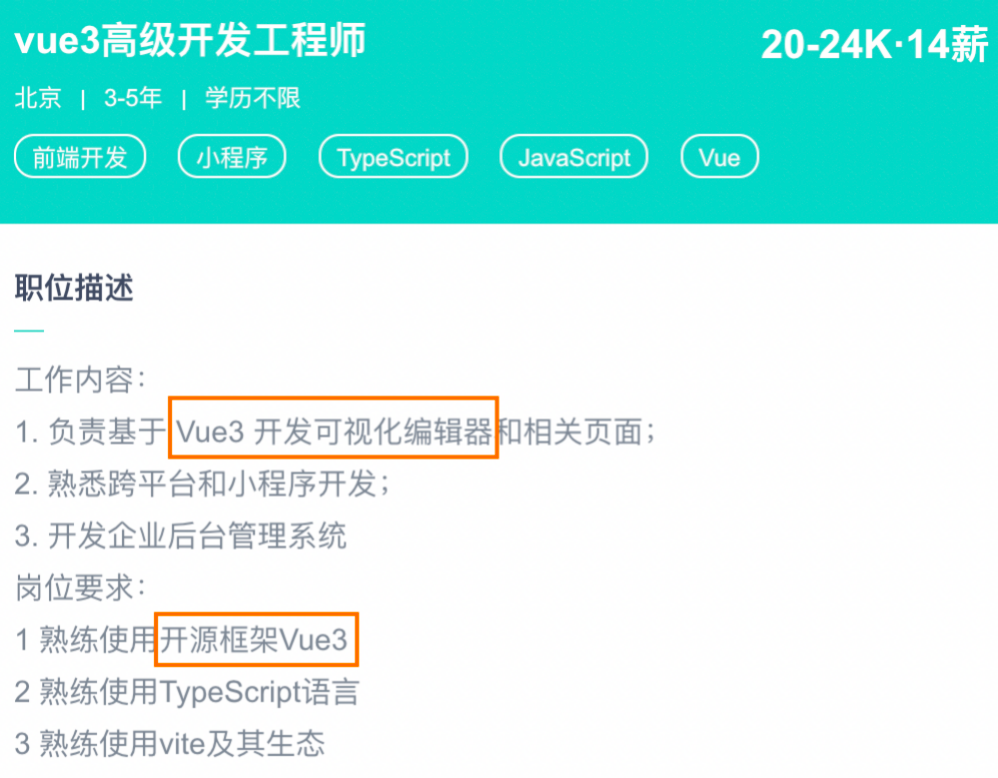 vue3高级开发工程师
20-24K·14薪
北京 | 3-5年 | 学历不限
前端开发 小程序 TypeScript JavaScript Vue
职位描述
工作内容：
1. 负责基于 Vue3 开发可视化编辑器和相关页面；
2. 熟悉跨平台和小程序开发；
3. 开发企业后台管理系统
岗位要求：
1 熟练使用开源框架Vue3
2 熟练使用TypeScript语言
3 熟练使用vite及其生态